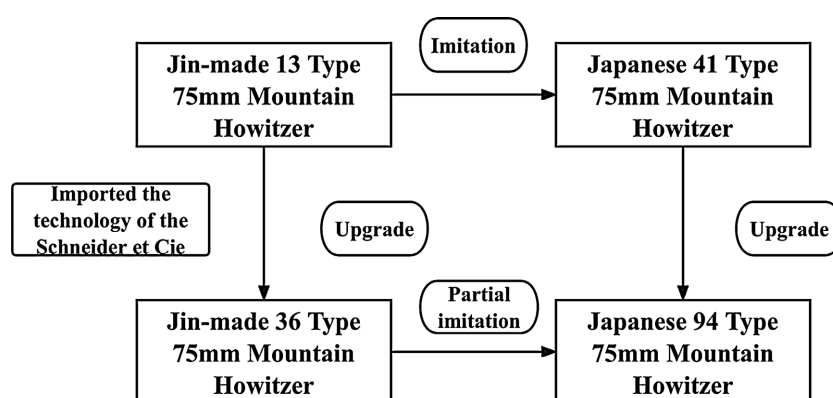 Imitation
Jin-made 13 Type
75mm Mountain
Howitzer
Japanese 41 Type
75mm Mountain
Howitzer
Imported the
technology of the
Schneider et Cie
Upgrade
Upgrade
Partial
imitation
Jin-made 36 Type
75mm Mountain
Howitzer
Japanese 94 Type
75mm Mountain
Howitzer